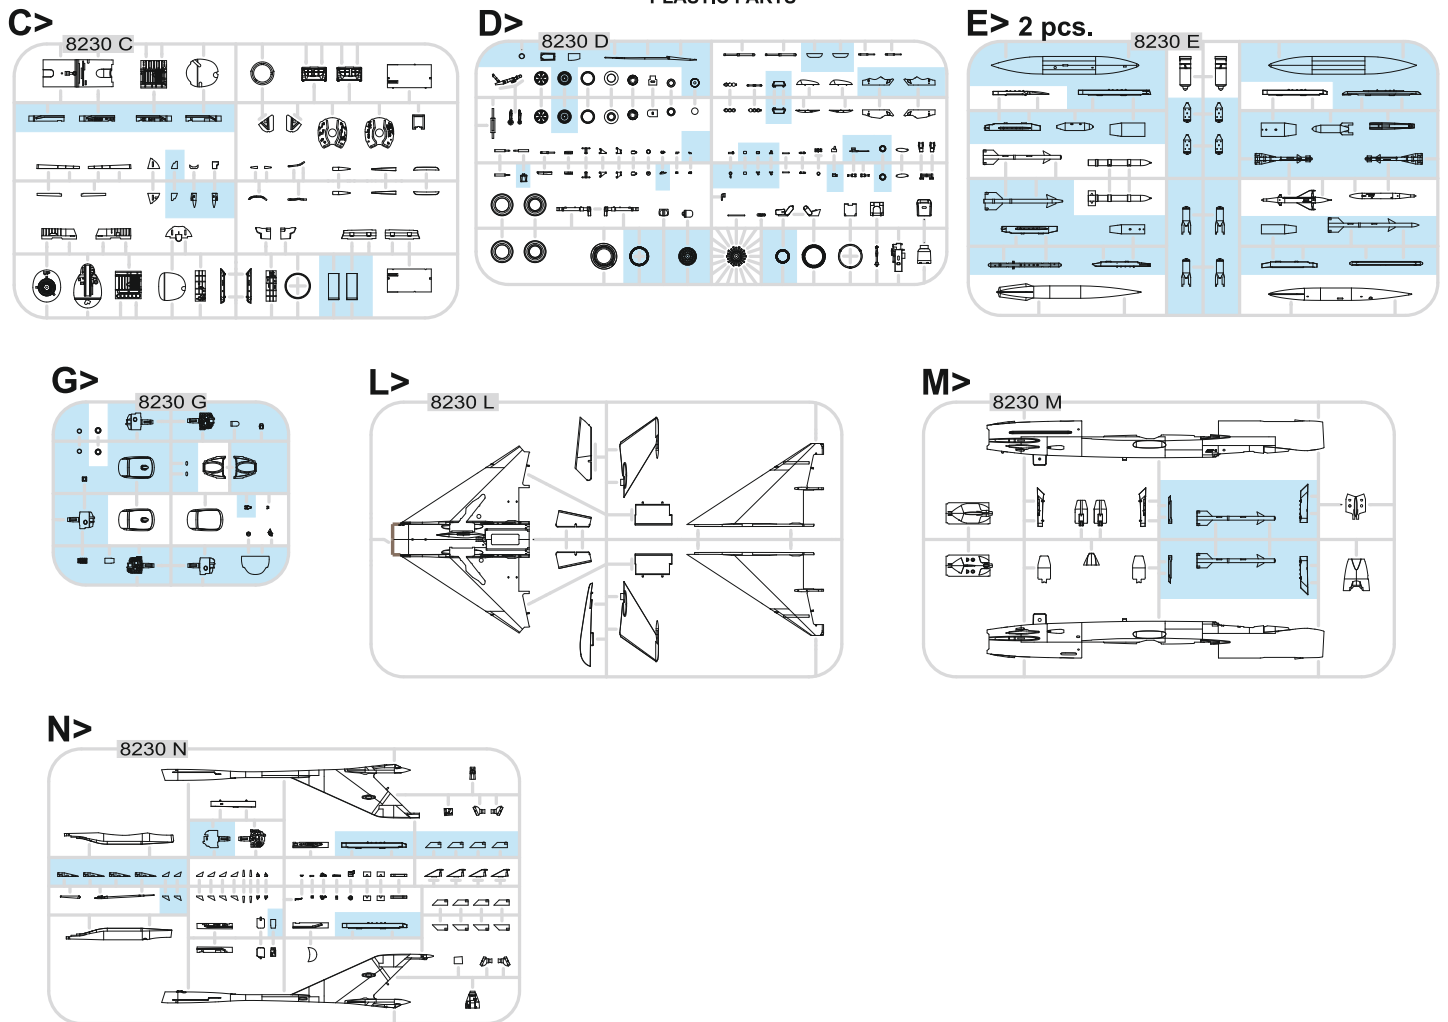 PLASTIC PARTS
C>
8230 C
D>
8230 D
E> 2 pcs.
8230 E
G>
8230 G
L>
8230 L
M>
8230 M
N>
8230 N